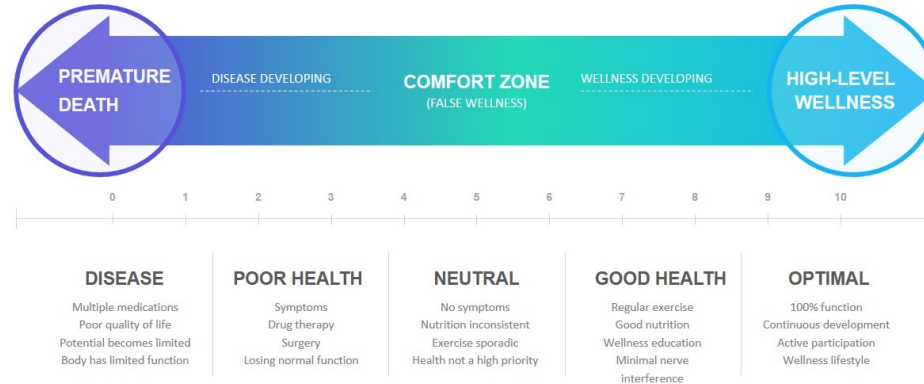 PREMATURE
DEATH
DISEASE DEVELOPING
COMFORT ZONE
(FALSE WELLNESS)
WELLNESS DEVELOPING
HIGH-LEVEL
WELLNESS
0 1 2 3 4 5 6 7 8 9 10
DISEASE
Multiple medications
Poor quality of life
Potential becomes limited
Body has limited function
POOR HEALTH
Symptoms
Drug therapy
Surgery
Losing normal function
NEUTRAL
No symptoms
Nutrition inconsistent
Exercise sporadic
Health not a high priority
GOOD HEALTH
Regular exercise
Good nutrition
Wellness education
Minimal nerve
interference
OPTIMAL
100% function
Continuous development
Active participation
Wellness lifestyle